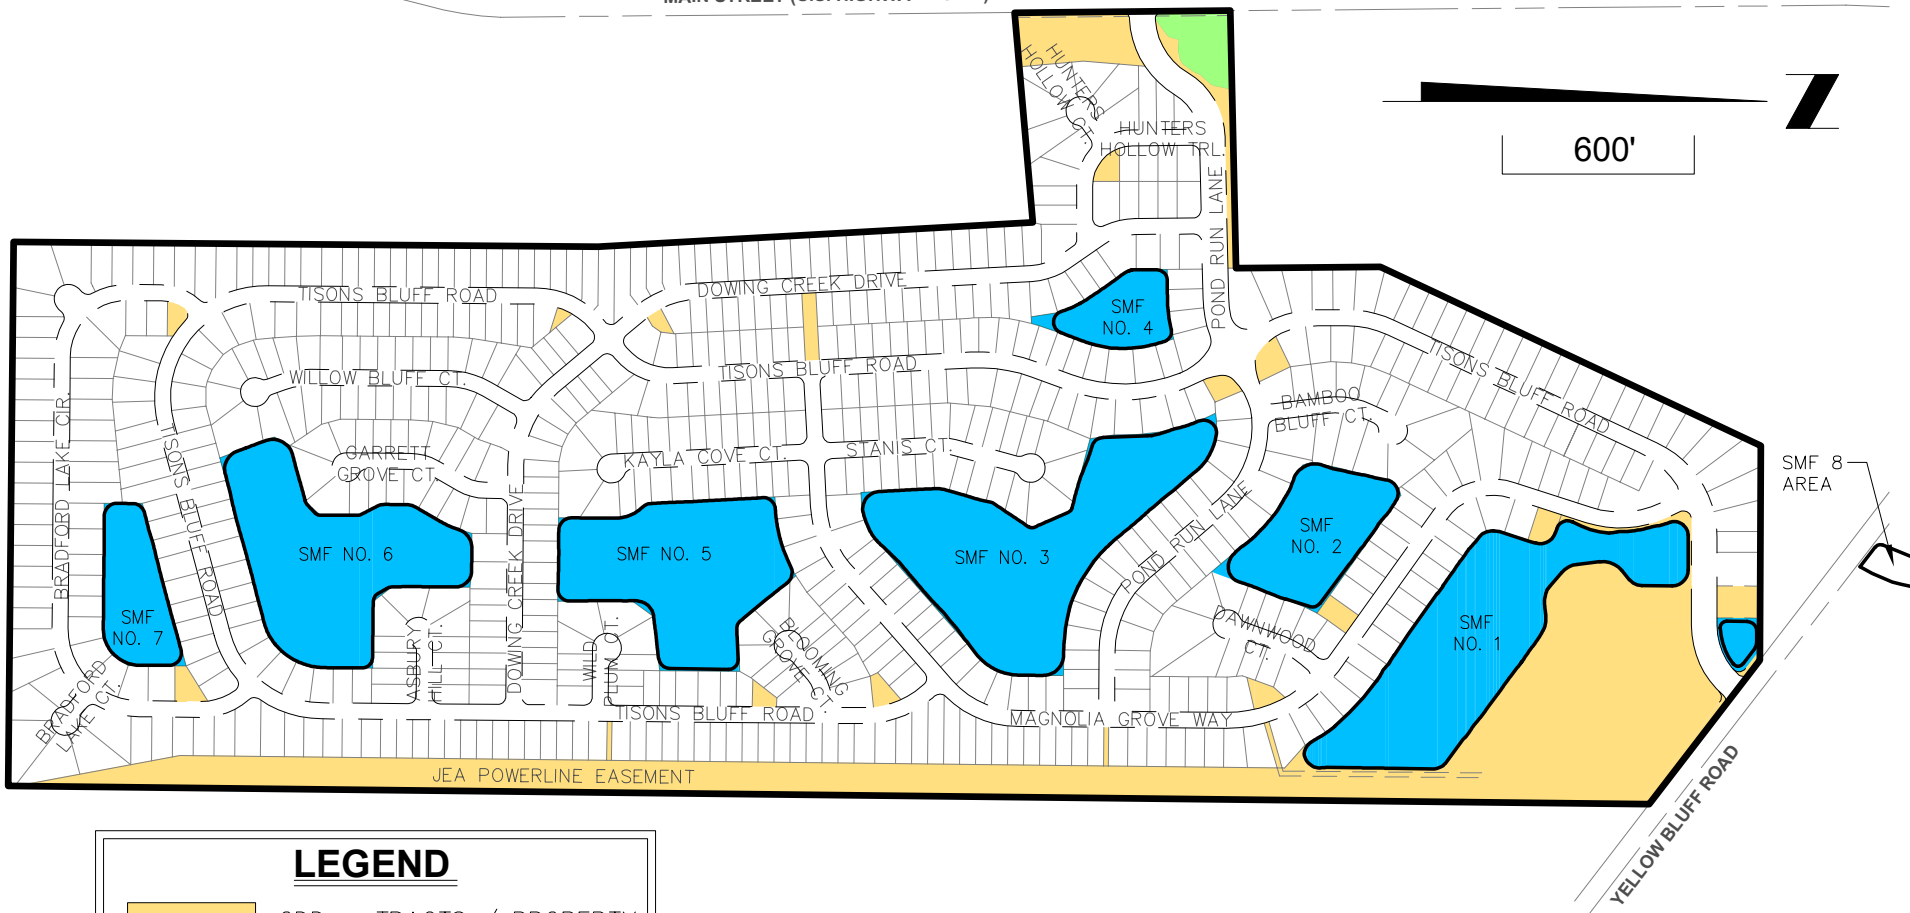 HUNTERS
HOLLOW CT.
HUNTERS
HOLLOW TRL.
600'
POND RUN LANE
TISONS BLUFF ROAD
DOWING CREEK DRIVE
SMF
NO. 4
TISONS BLUFF ROAD
WILLOW BLUFF CT.
TISONS BLUFF ROAD
BAMBOO
BLUFF CT.
BRADFORD LAKE CIR.
TISONS BLUFF ROAD
GARRETT
GROVE CT.
KAYLA COVE CT.
STANIS CT.
SMF 8
AREA
DOWING CREEK DRIVE
SMF NO. 6
SMF NO. 5
SMF NO. 3
POND RUN LANE
SMF
NO. 2
SMF
NO. 7
SMF
NO. 1
ASBURY
HILL CT.
WILD
PLUM CT.
BLOOMING
GROVE CT.
DAWNWOOD
CT.
BRADFORD
LAKE CT.
TISONS BLUFF ROAD
MAGNOLIA GROVE WAY
JEA POWERLINE EASEMENT
YELLOW BLUFF ROAD
LEGEND